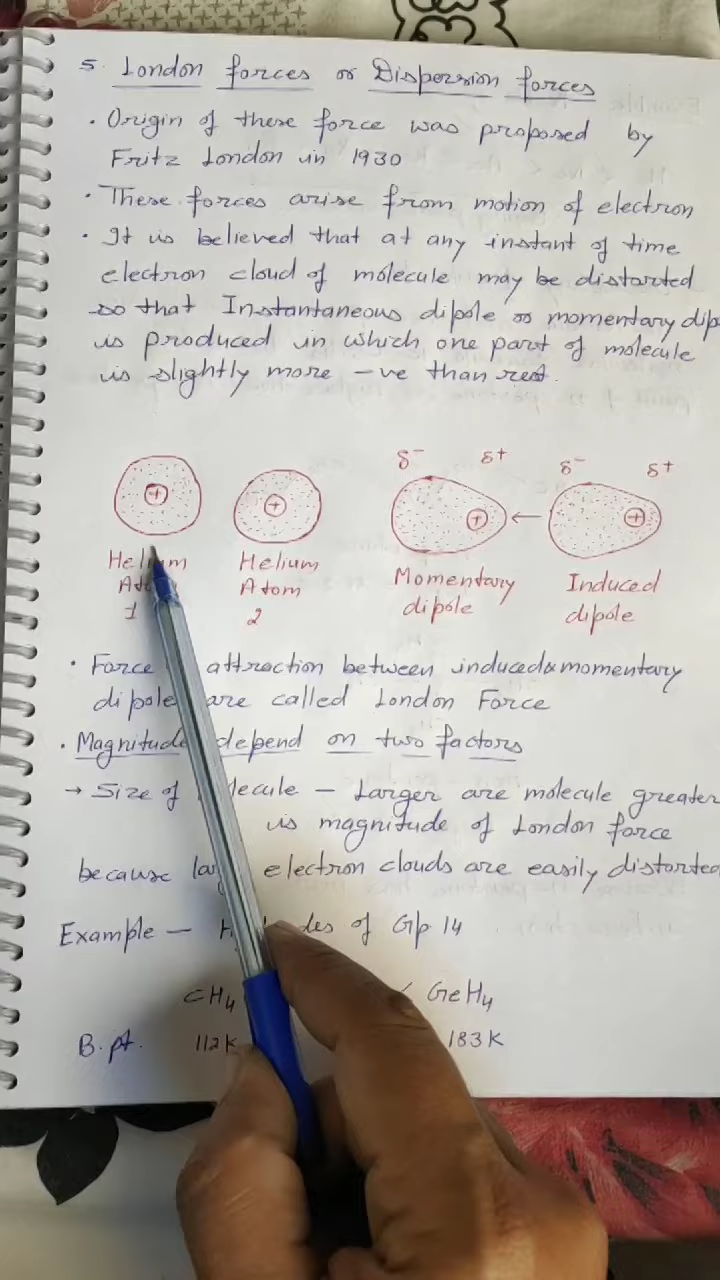 5. London forces or Dispersion forces
• Origin of these force was proposed by
Fritz London in 1930
• These forces arise from motion of electron
• It is believed that at any instant of time
electron cloud of molecule may be distorted
so that Instantaneous dipole or momentary dip
is produced in which one part of molecule
is slightly more -ve than rest.
δ- δ+ δ- δ+
+ + + ← +
Helium Helium Momentary Induced
Atom Atom dipole dipole
1 2
• Force attraction between induced & momentary
dipole are called London Force
• Magnitude depend on two factors
→ Size of molecule - Larger are molecule greater
is magnitude of London force
because electron clouds are easily distorted
Example - of Gp 14
CH4 < GeH4
B.pt. 112K 183K